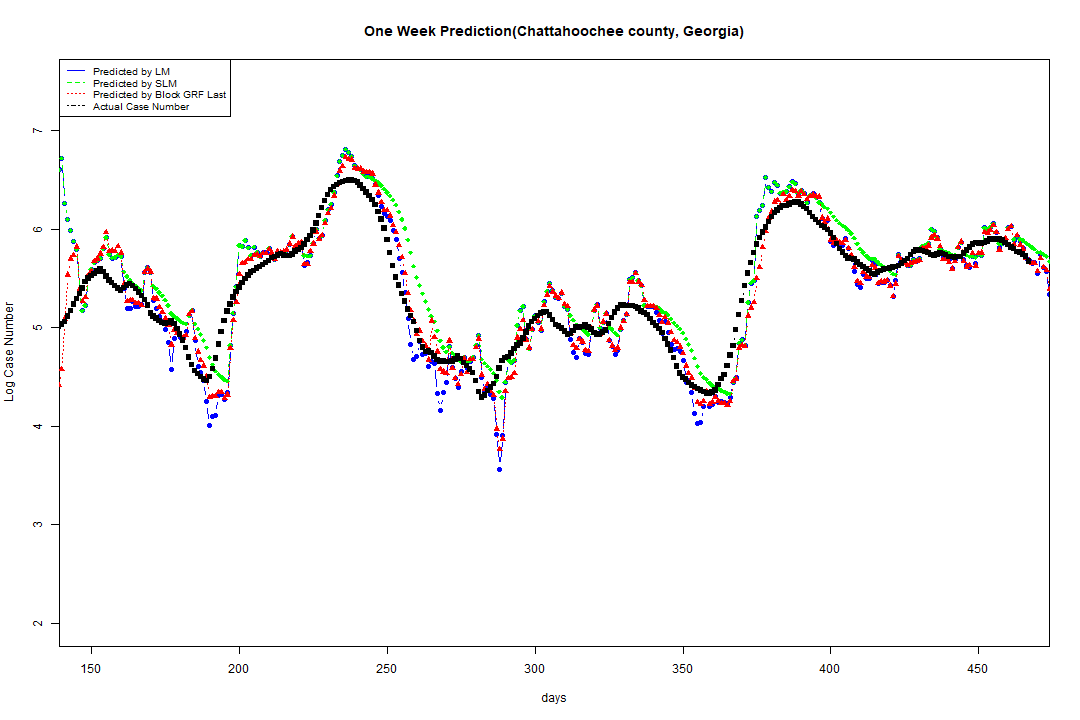 One Week Prediction(Chattahoochee county, Georgia)
Predicted by LM
Predicted by SLM
Predicted by Block GRF Last
Actual Case Number
7
6
5
4
3
2
Log Case Number
150 200 250 300 350 400 450
days